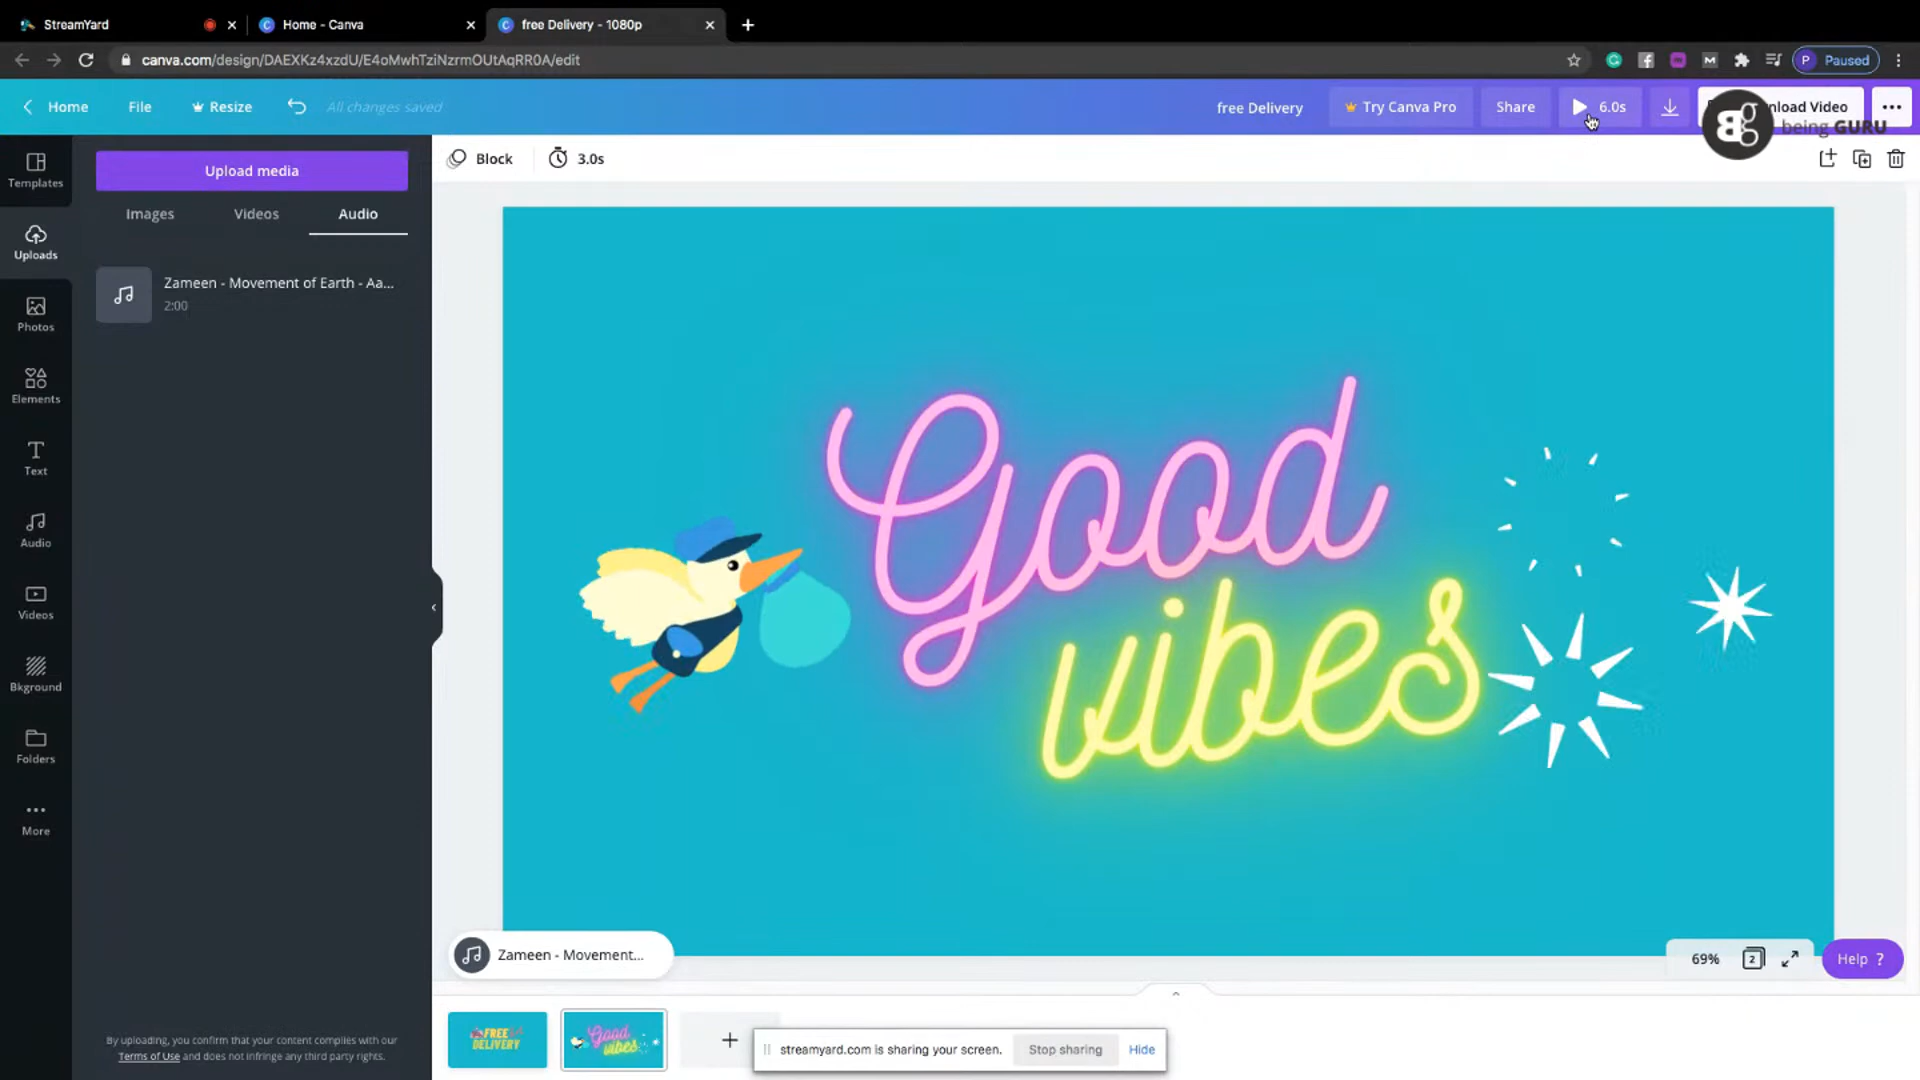 StreamYard
Home - Canva
free Delivery - 1080p
canva.com/design/DAEXKz4xzdU/E4oMwhTziNzrmOUtAqRR0A/edit
P Paused
Home
File
Resize
All changes saved
free Delivery
Try Canva Pro
Share
6.0s
nload Video
bg being GURU
Templates
Uploads
Photos
Elements
Text
Audio
Videos
Bkground
Folders
More
Upload media
Images
Videos
Audio
Zameen - Movement of Earth - Aa...
2:00
By uploading, you confirm that your content complies with our
Terms of Use and does not infringe any third party rights.
Block
3.0s
Good
vibes
Zameen - Movement...
69%
2
Help ?
FREE
DELIVERY
Good
vibes
streamyard.com is sharing your screen.
Stop sharing
Hide